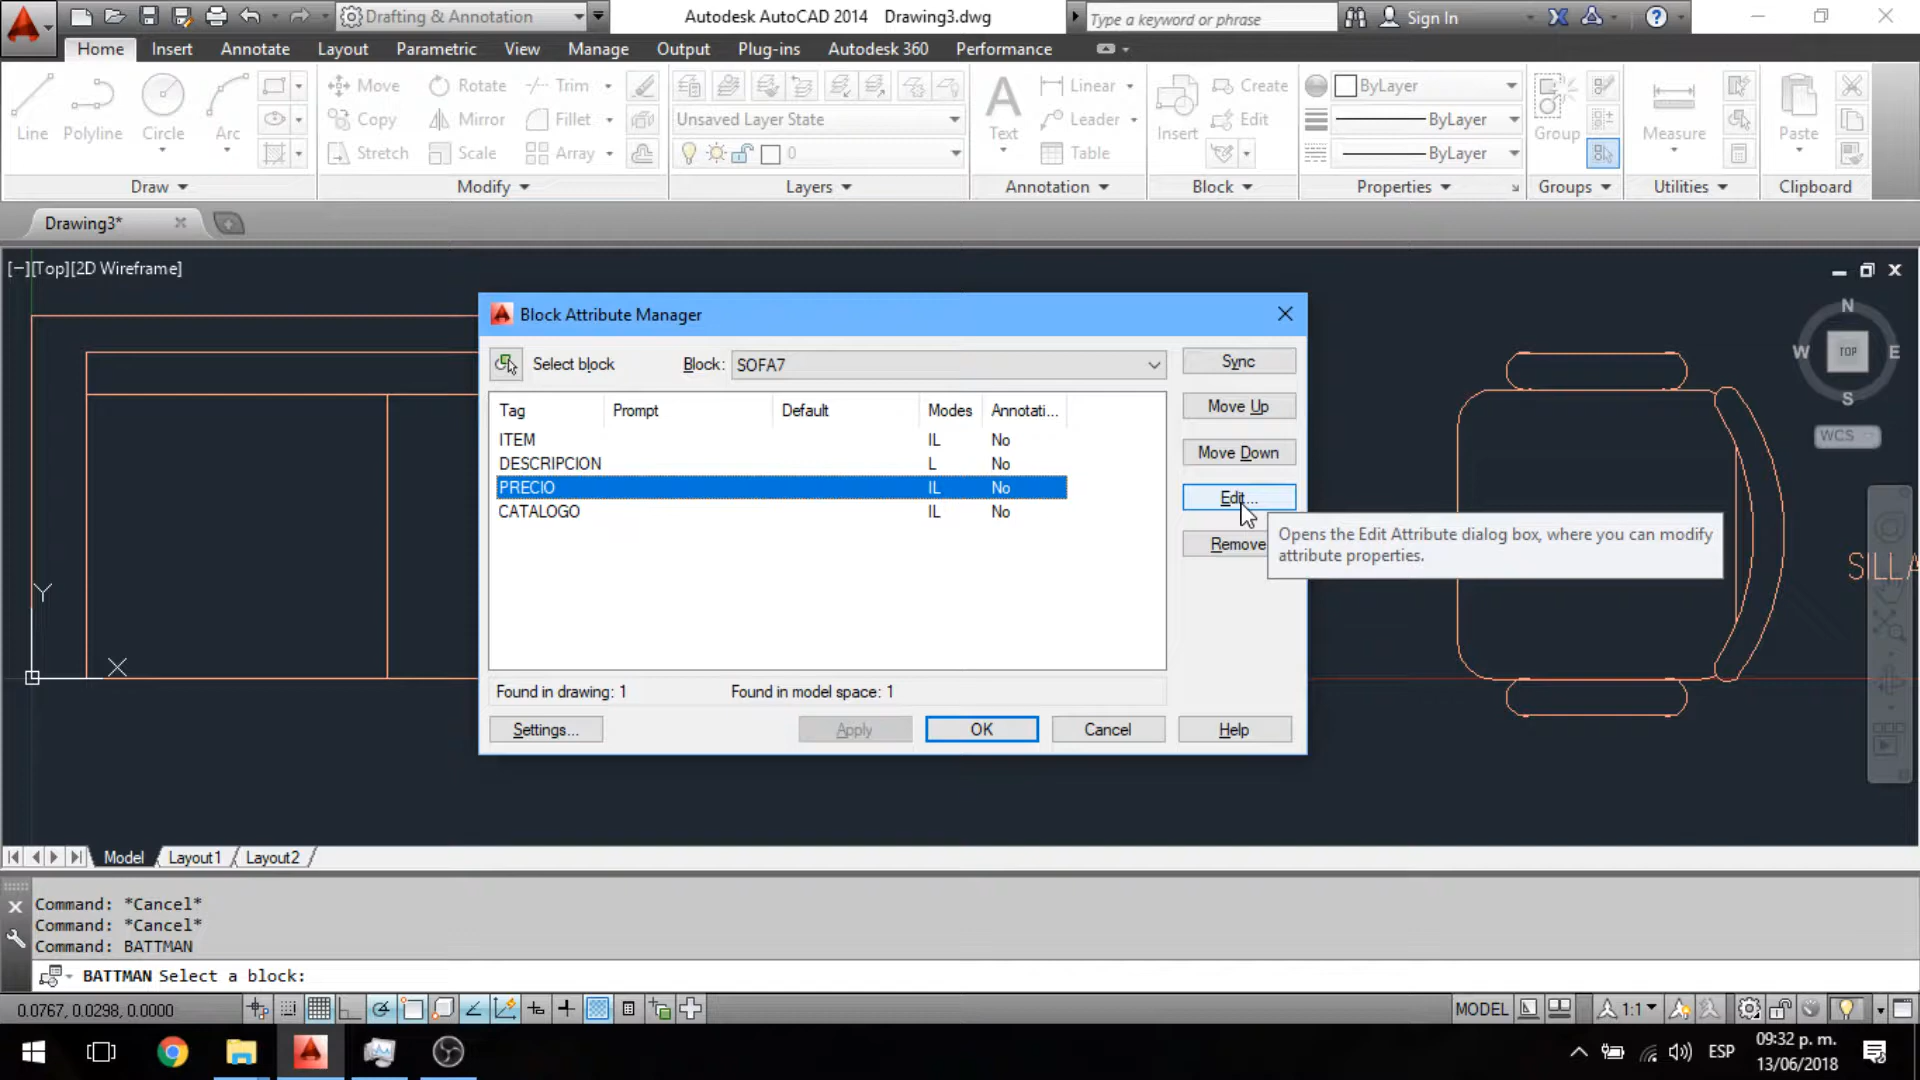 Drafting & Annotation
Autodesk AutoCAD 2014 Drawing3.dwg
Type a keyword or phrase
Sign In
Home Insert Annotate Layout Parametric View Manage Output Plug-ins Autodesk 360 Performance
Line Polyline Circle Arc
Move Rotate Trim
Copy Mirror Fillet
Stretch Scale Array
Unsaved Layer State
0
Text Linear
Leader
Table
Insert Create
Edit
ByLayer
ByLayer
ByLayer
Group Measure Paste
Draw Modify Layers Annotation Block Properties Groups Utilities Clipboard
Drawing3*
[−][Top][2D Wireframe]
N
W TOP E
S
WCS
Y
X
SILLA
Block Attribute Manager
Select block Block: SOFA7
Sync
Tag Prompt Default Modes Annotati...
ITEM IL No
DESCRIPCION L No
PRECIO IL No
CATALOGO IL No
Move Up
Move Down
Edit...
Remove
Opens the Edit Attribute dialog box, where you can modify
attribute properties.
Found in drawing: 1 Found in model space: 1
Settings... Apply OK Cancel Help
Model Layout1 Layout2
Command: *Cancel*
Command: *Cancel*
Command: BATTMAN
BATTMAN Select a block:
0.0767, 0.0298, 0.0000
MODEL 1:1
ESP
09:32 p. m.
13/06/2018